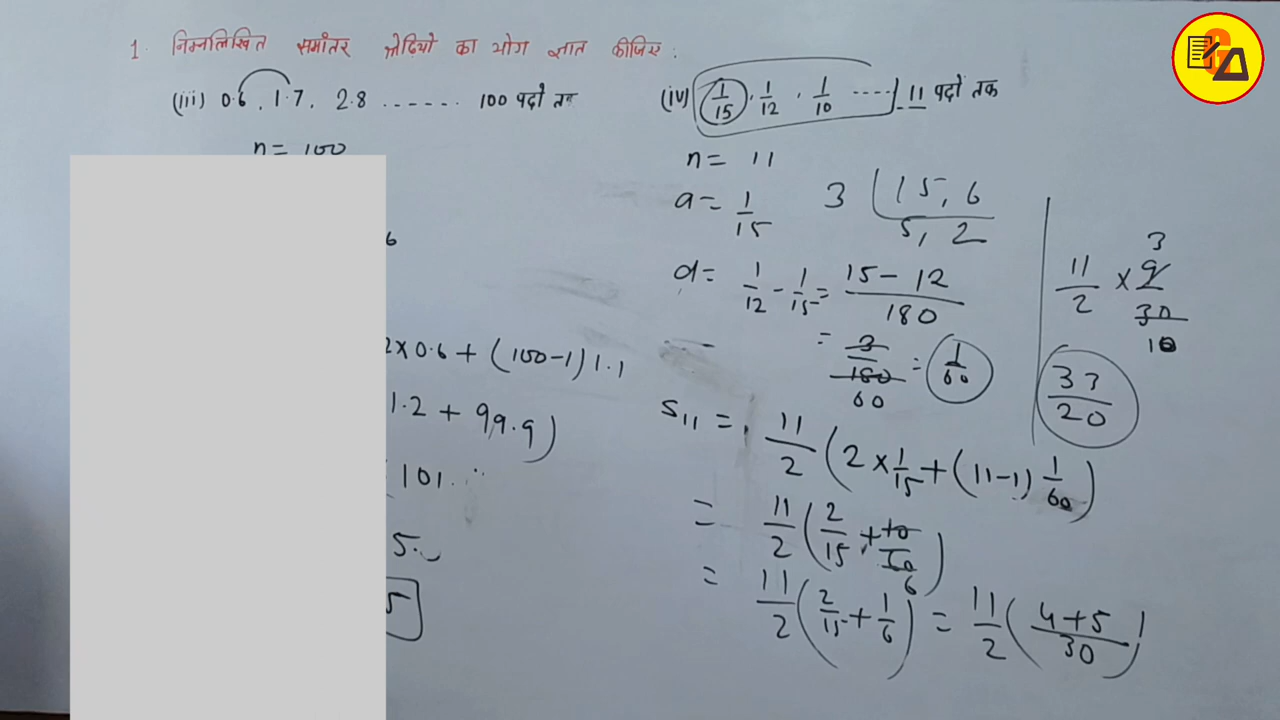 1. निम्नलिखित समांतर श्रेढियो का योग ज्ञात कीजिए :
(iii) 0.6 , 1.7, 2.8 ....... 100 पदों तक
n = 100
6
2×0.6 + (100-1) 1.1
1.2 + 99.9)
101.
5.
5
(iv) 1/15 , 1/12 , 1/10 ..... 11 पदों तक
n = 11
a = 1/15
3 | 15, 6
5, 2
d = 1/12 - 1/15 = 15 - 12 / 180
= 3/180 60 = 1/60
S11 = 11/2 (2 × 1/15 + (11-1) 1/60)
= 11/2 (2/15 + 10/60 6)
= 11/2 (2/15 + 1/6) = 11/2 (4+5 / 30)
11/2 × 9 3 / 30 10
33/20